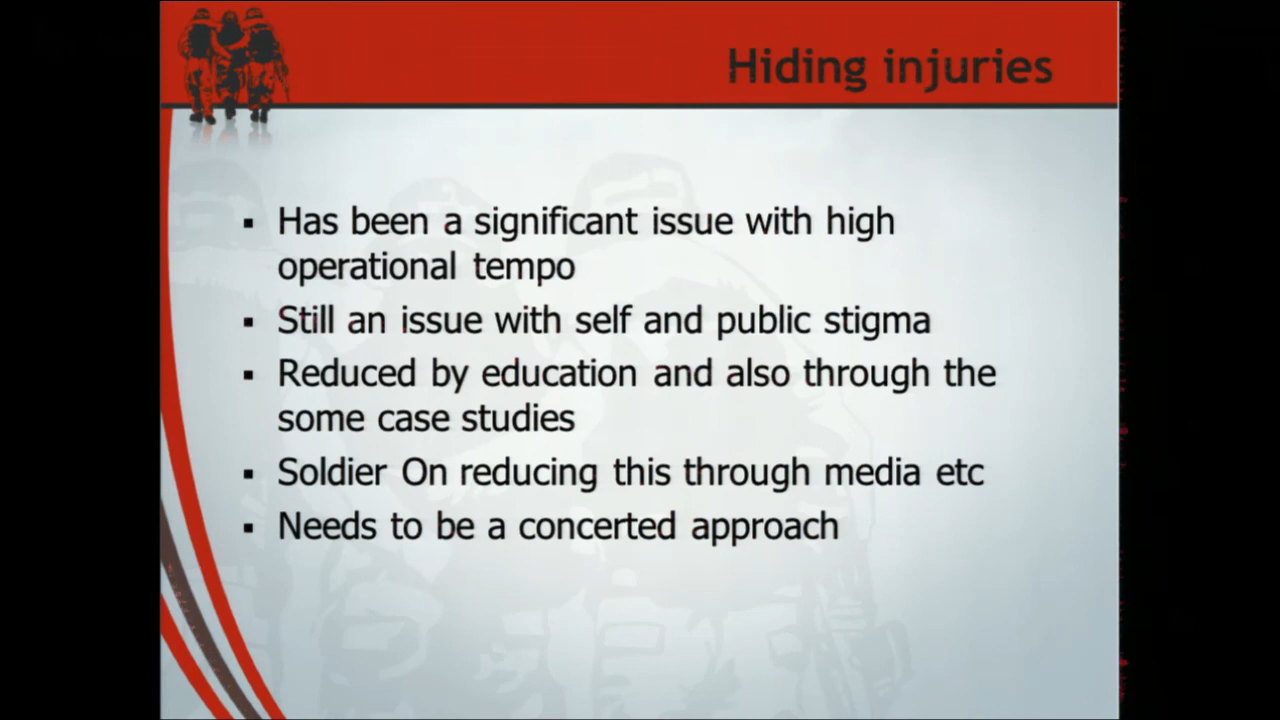 Hiding injuries
▪ Has been a significant issue with high
operational tempo
▪ Still an issue with self and public stigma
▪ Reduced by education and also through the
some case studies
▪ Soldier On reducing this through media etc
▪ Needs to be a concerted approach